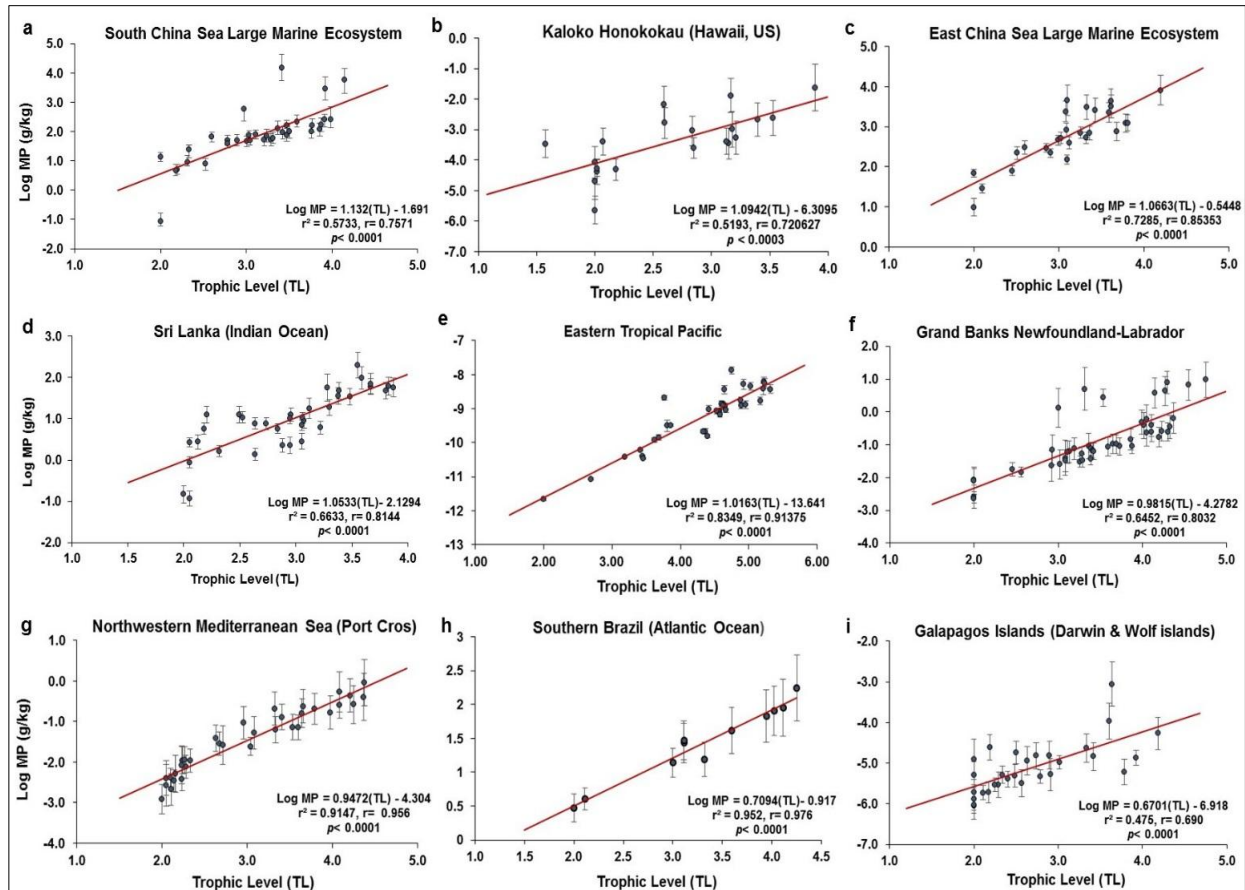 a South China Sea Large Marine Ecosystem
Log MP (g/kg)
5.0
4.0
3.0
2.0
1.0
0.0
-1.0
-2.0
Log MP = 1.132(TL) - 1.691
r² = 0.5733, r= 0.7571
p< 0.0001
1.0 2.0 3.0 4.0 5.0
Trophic Level (TL)
b Kaloko Honokokau (Hawaii, US)
0.0
-1.0
-2.0
-3.0
-4.0
-5.0
-6.0
-7.0
Log MP = 1.0942(TL) - 6.3095
r² = 0.5193, r= 0.720627
p< 0.0003
1.0 1.5 2.0 2.5 3.0 3.5 4.0
Trophic Level (TL)
c East China Sea Large Marine Ecosystem
5.0
4.0
3.0
2.0
1.0
0.0
Log MP = 1.0663(TL) - 0.5448
r² = 0.7285, r= 0.85353
p< 0.0001
1.0 2.0 3.0 4.0 5.0
Trophic Level (TL)
d Sri Lanka (Indian Ocean)
Log MP (g/kg)
3.0
2.0
1.0
0.0
-1.0
-2.0
Log MP = 1.0533(TL)- 2.1294
r² = 0.6633, r= 0.8144
p< 0.0001
1.0 1.5 2.0 2.5 3.0 3.5 4.0
Trophic Level (TL)
e Eastern Tropical Pacific
-7
-8
-9
-10
-11
-12
-13
Log MP = 1.0163(TL) - 13.641
r² = 0.8349, r= 0.91375
p< 0.0001
1.00 2.00 3.00 4.00 5.00 6.00
Trophic Level (TL)
f Grand Banks Newfoundland-Labrador
2.0
1.0
0.0
-1.0
-2.0
-3.0
-4.0
Log MP = 0.9815(TL) - 4.2782
r² = 0.6452, r= 0.8032
p< 0.0001
1.0 2.0 3.0 4.0 5.0
Trophic Level (TL)
g Northwestern Mediterranean Sea (Port Cros)
Log MP (g/kg)
1.0
0.0
-1.0
-2.0
-3.0
-4.0
Log MP = 0.9472(TL) - 4.304
r² = 0.9147, r= 0.956
p< 0.0001
1.0 2.0 3.0 4.0 5.0
Trophic Level (TL)
h Southern Brazil (Atlantic Ocean)
3
2.5
2
1.5
1
0.5
0
Log MP = 0.7094(TL) - 0.917
r² = 0.952, r= 0.976
p< 0.0001
1.0 1.5 2.0 2.5 3.0 3.5 4.0 4.5
Trophic Level (TL)
i Galapagos Islands (Darwin & Wolf islands)
-2.0
-3.0
-4.0
-5.0
-6.0
-7.0
Log MP = 0.6701(TL) - 6.918
r² = 0.475, r= 0.690
p< 0.0001
1.0 2.0 3.0 4.0 5.0
Trophic Level (TL)